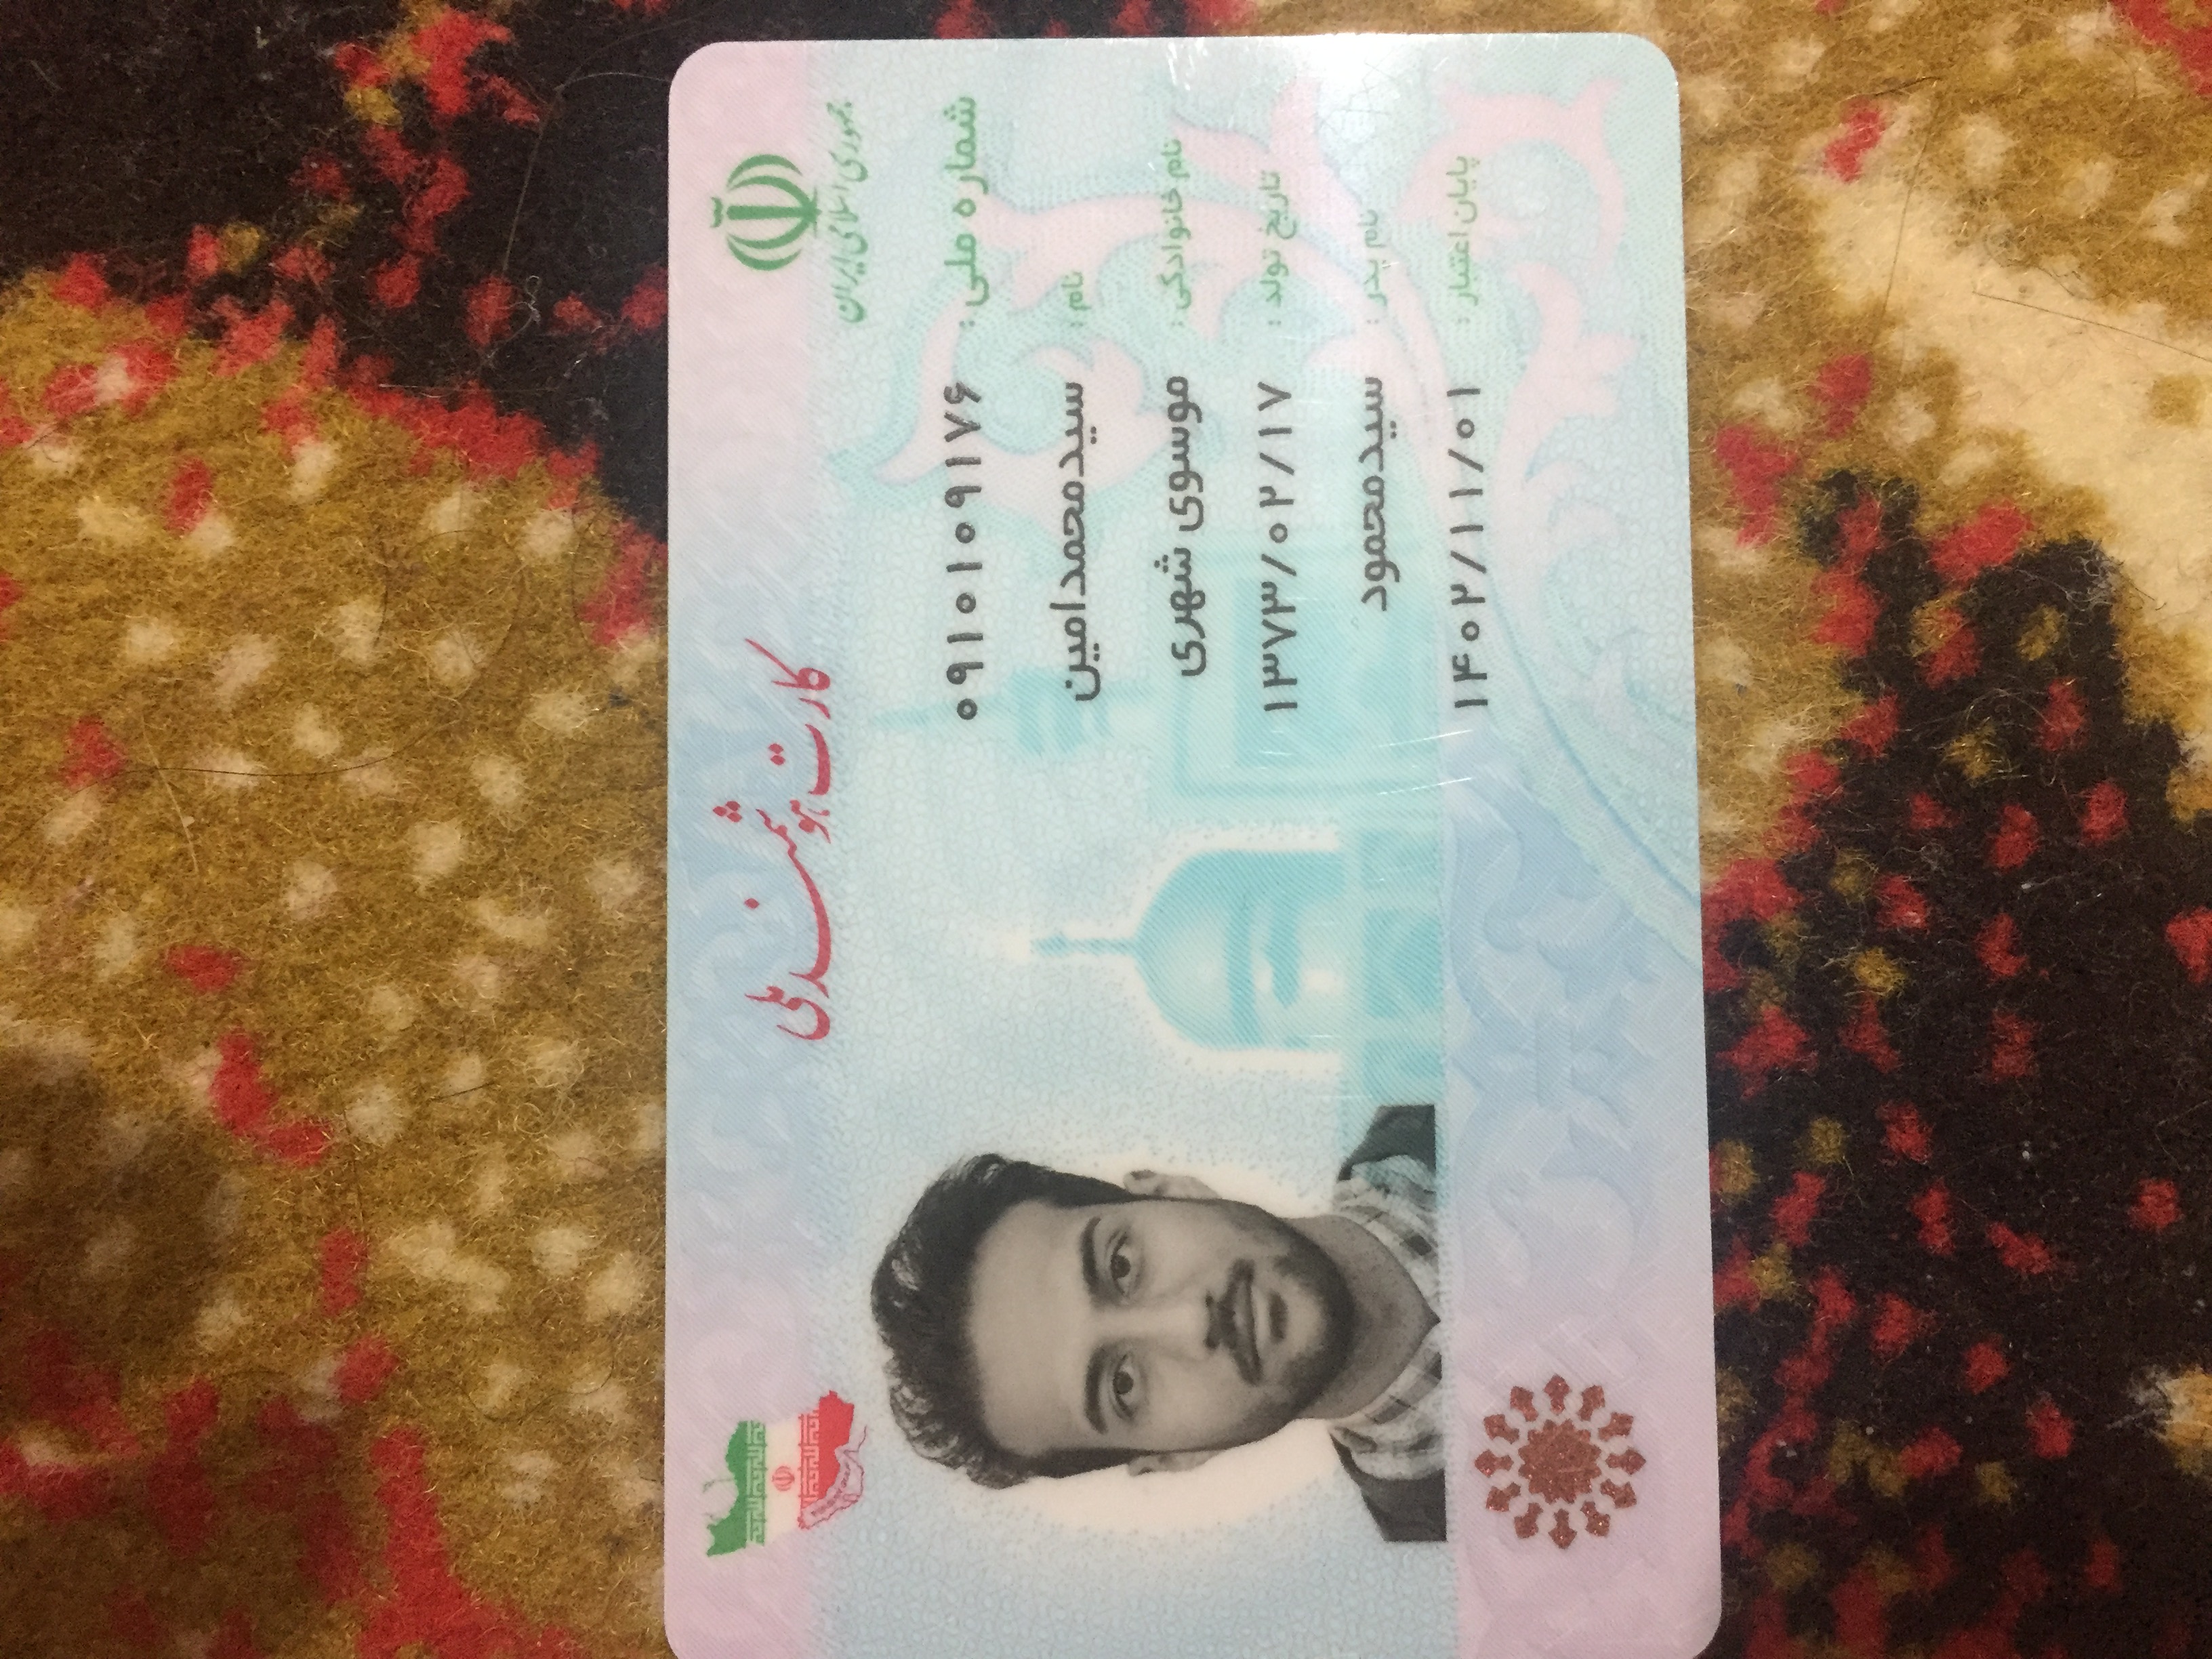 کارت هوشمند ملی
جمهوری اسلامی ایران
شماره ملی : ۰۹۱۰۱۰۹۱۷۶
نام : سیدمحمدامین
نام خانوادگی : موسوی شهری
تاریخ تولد : ۱۳۷۳/۰۲/۱۷
نام پدر : سیدمحمود
پایان اعتبار : ۱۴۰۲/۱۱/۰۱